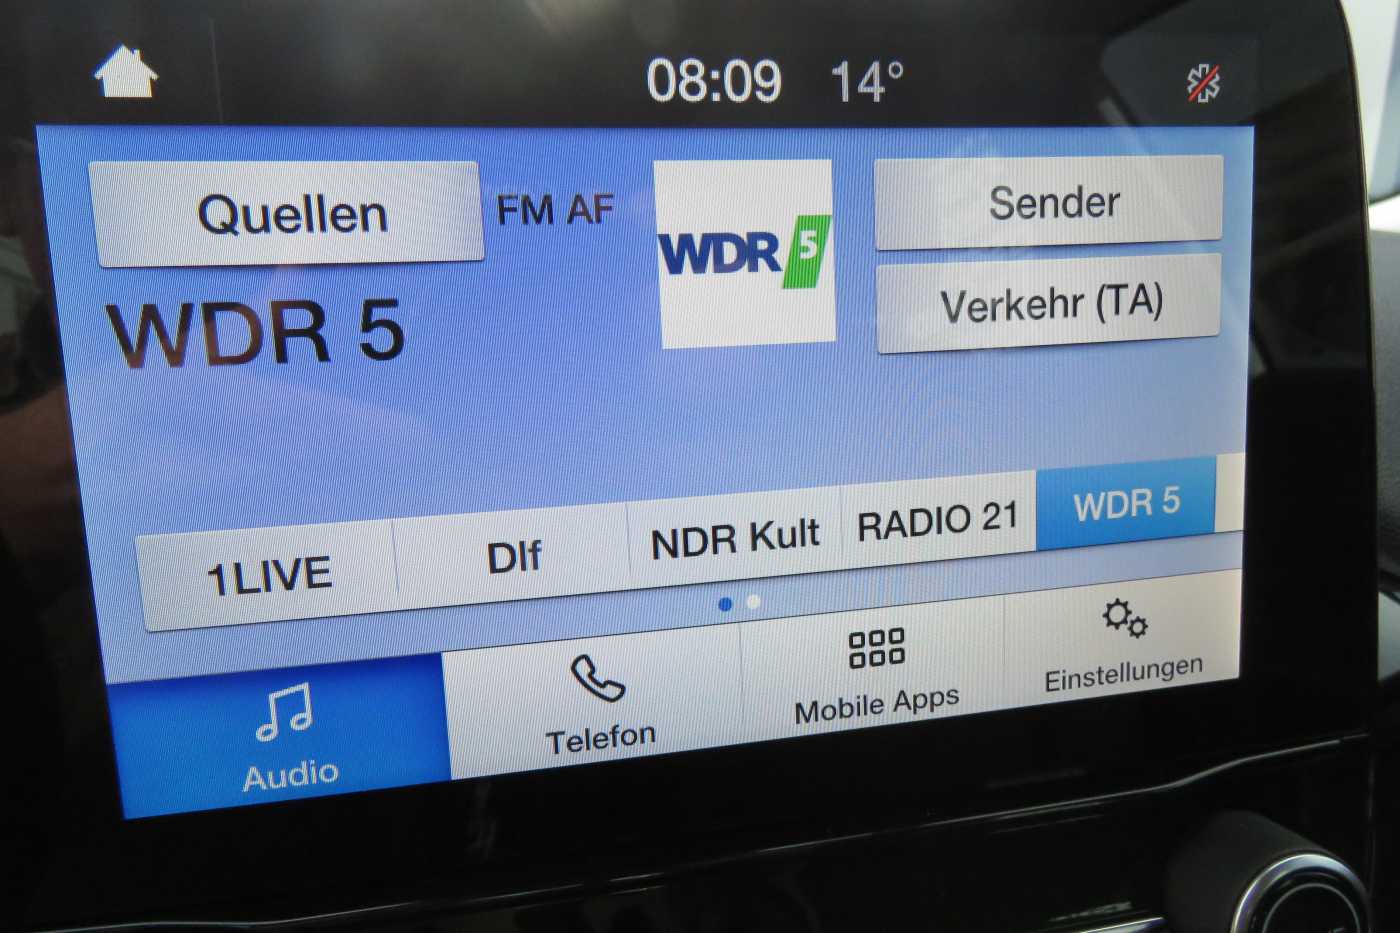 08:09 14°
Quellen
FM AF
WDR 5
Sender
Verkehr (TA)
WDR 5
1LIVE
Dlf
NDR Kult
RADIO 21
WDR 5
Audio
Telefon
Mobile Apps
Einstellungen